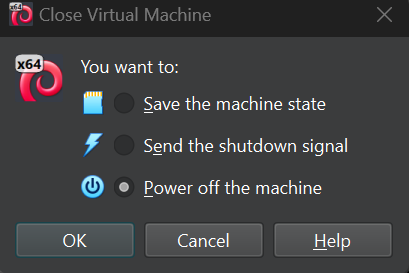 Close Virtual Machine
x64
You want to:
Save the machine state
Send the shutdown signal
Power off the machine
OK
Cancel
Help